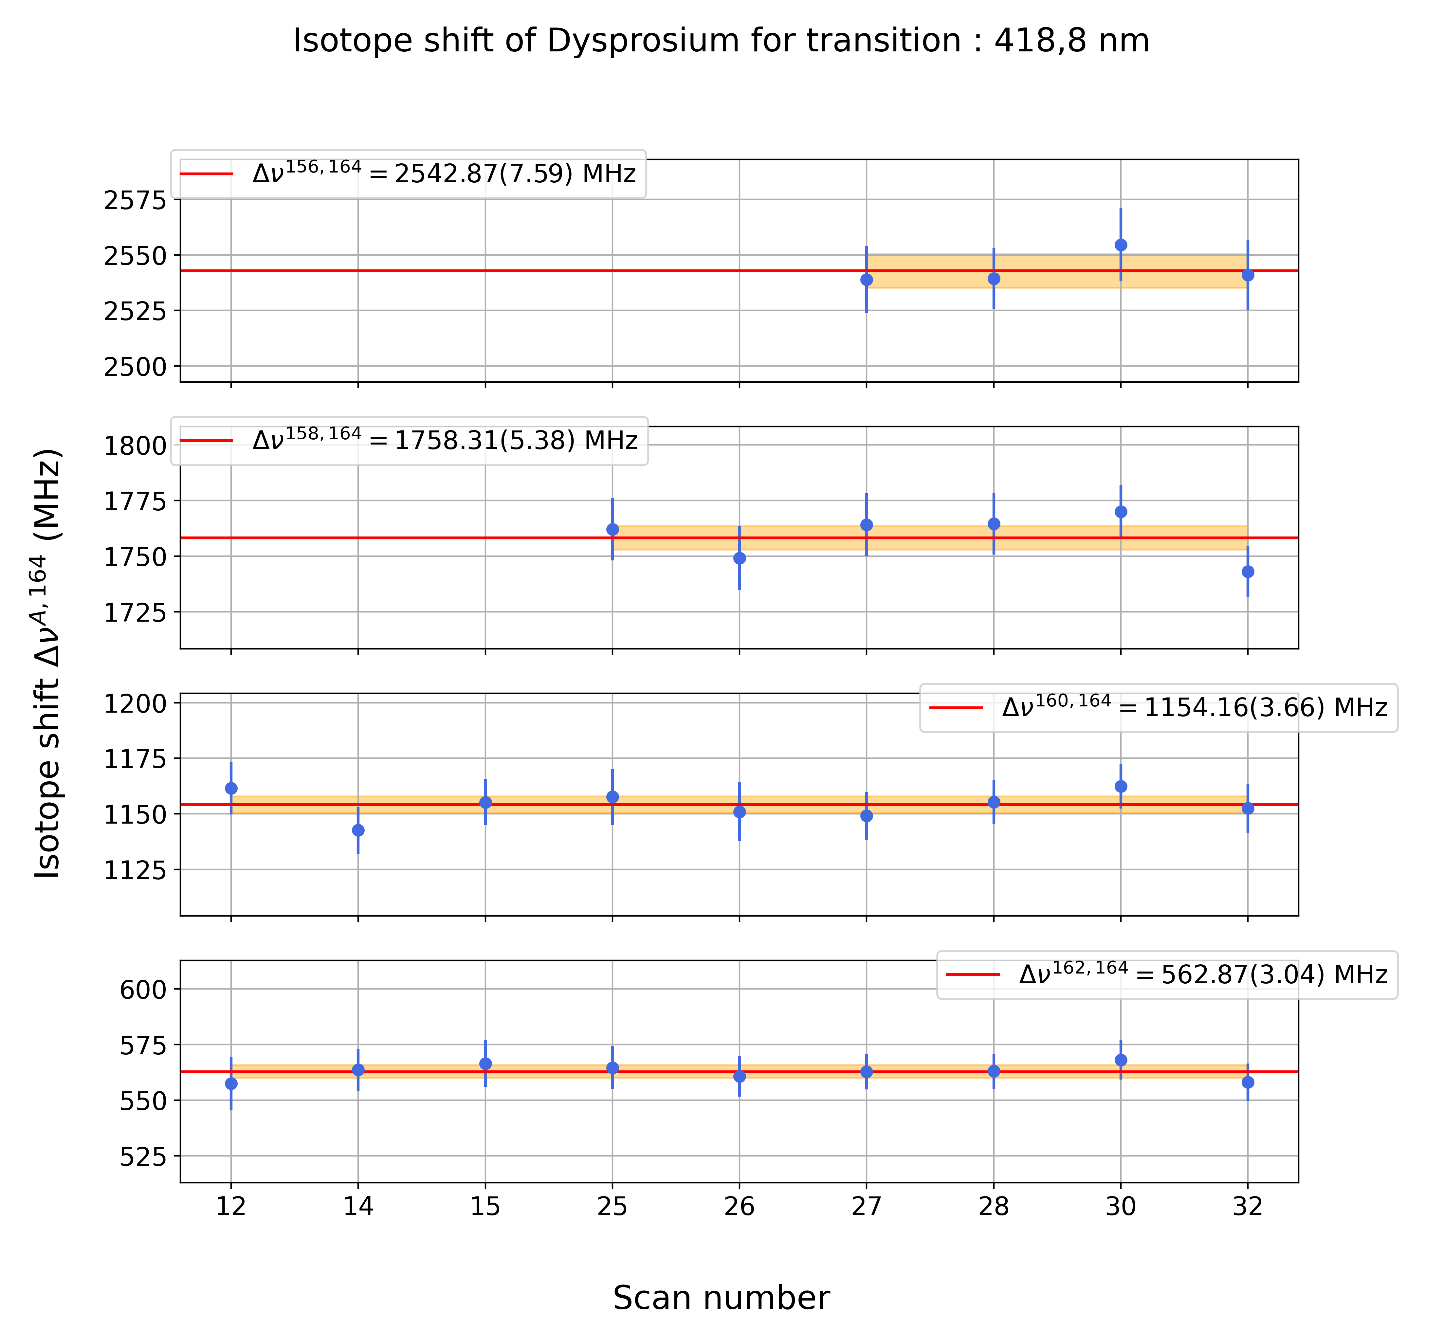 Isotope shift of Dysprosium for transition : 418,8 nm
Δν^156,164 = 2542.87(7.59) MHz
2575
2550
2525
2500
Δν^158,164 = 1758.31(5.38) MHz
1800
1775
1750
1725
Isotope shift Δν^A,164 (MHz)
Δν^160,164 = 1154.16(3.66) MHz
1200
1175
1150
1125
Δν^162,164 = 562.87(3.04) MHz
600
575
550
525
12 14 15 25 26 27 28 30 32
Scan number